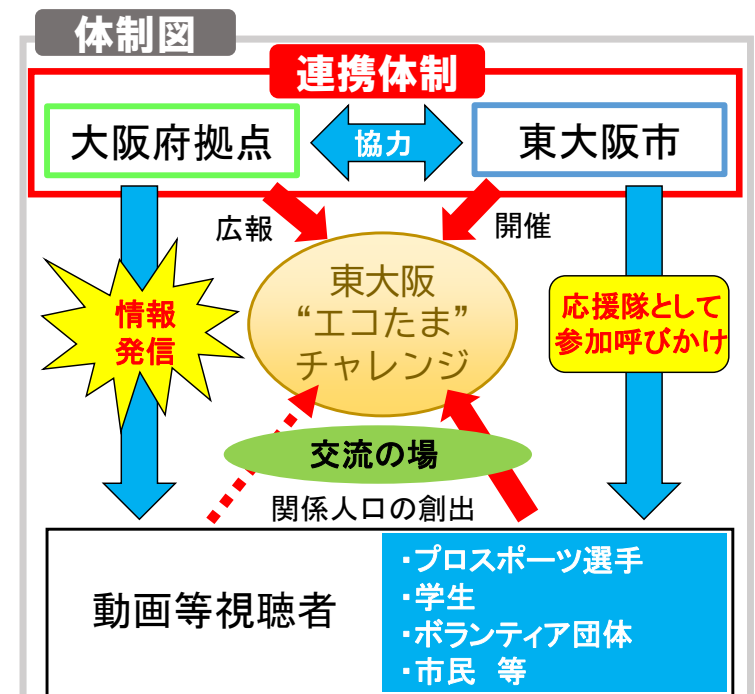 体制図
連携体制
大阪府拠点
協力
東大阪市
広報
開催
情報
発信
東大阪
“エコたま”
チャレンジ
応援隊として
参加呼びかけ
交流の場
関係人口の創出
動画等視聴者
・プロスポーツ選手
・学生
・ボランティア団体
・市民 等